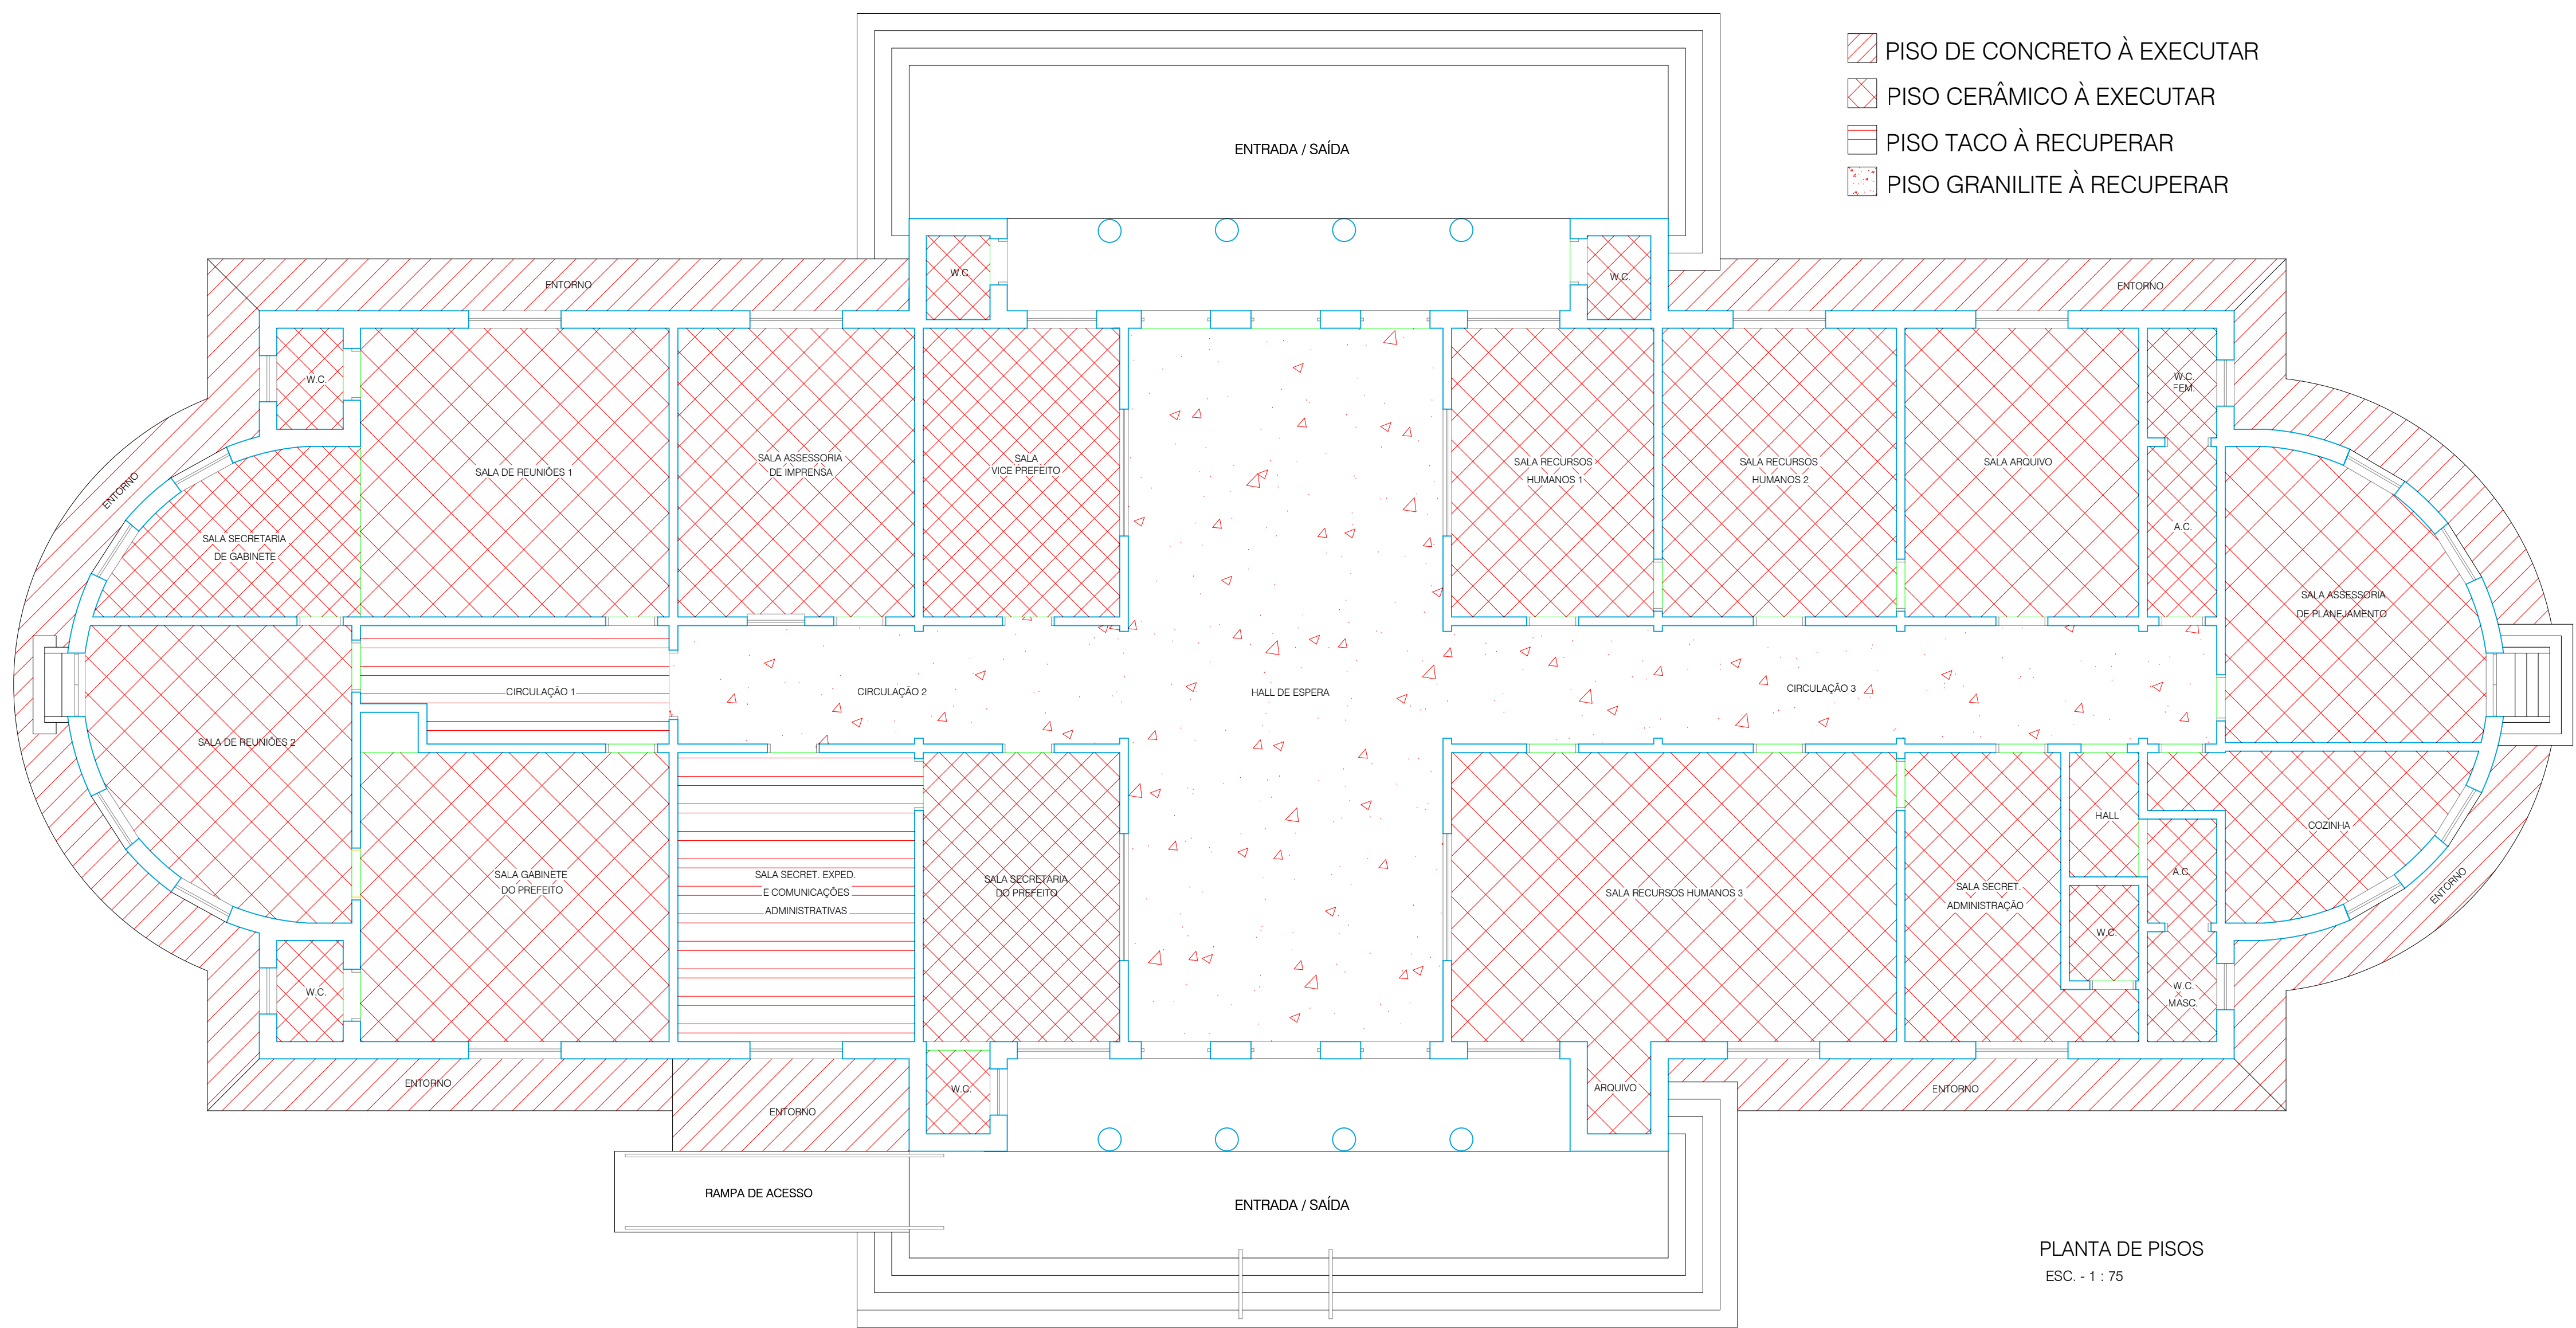 PISO DE CONCRETO À EXECUTAR
PISO CERÂMICO À EXECUTAR
PISO TACO À RECUPERAR
PISO GRANILITE À RECUPERAR
ENTRADA / SAÍDA
W.C.
W.C.
ENTORNO
ENTORNO
W.C.
W.C.
FEM.
ENTORNO
SALA DE REUNIÕES 1
SALA ASSESSORIA
DE IMPRENSA
SALA
VICE PREFEITO
SALA RECURSOS
HUMANOS 1
SALA RECURSOS
HUMANOS 2
SALA ARQUIVO
A.C.
SALA SECRETARIA
DE GABINETE
SALA ASSESSORIA
DE PLANEJAMENTO
CIRCULAÇÃO 1
CIRCULAÇÃO 2
HALL DE ESPERA
CIRCULAÇÃO 3
SALA DE REUNIÕES 2
HALL
COZINHA
SALA GABINETE
DO PREFEITO
SALA SECRET. EXPED.
E COMUNICAÇÕES
ADMINISTRATIVAS
SALA SECRETARIA
DO PREFEITO
SALA RECURSOS HUMANOS 3
SALA SECRET.
ADMINISTRAÇÃO
A.C.
ENTORNO
W.C.
W.C.
W.C.
MASC.
ENTORNO
ENTORNO
W.C.
ARQUIVO
ENTORNO
RAMPA DE ACESSO
ENTRADA / SAÍDA
PLANTA DE PISOS
ESC. - 1 : 75